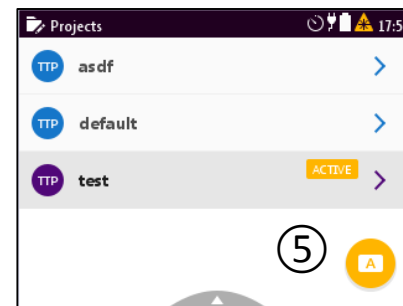 Projects 17:5
TTP asdf
TTP default
TTP test ACTIVE
⑤ A